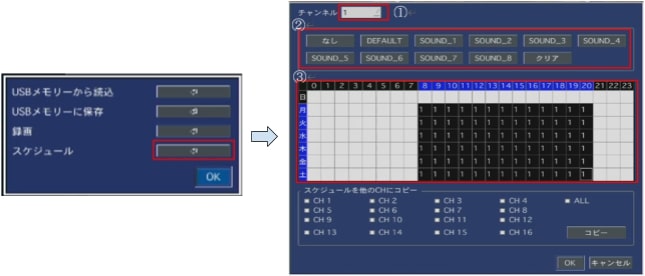 USBメモリーから読込
USBメモリーに保存
録画
スケジュール
OK
チャンネル 1 ①
②
なし DEFAULT SOUND_1 SOUND_2 SOUND_3 SOUND_4
SOUND_5 SOUND_6 SOUND_7 SOUND_8 クリア
③
0 1 2 3 4 5 6 7 8 9 10 11 12 13 14 15 16 17 18 19 20 21 22 23
日
月 1 1 1 1 1 1 1 1 1 1 1 1 1
火 1 1 1 1 1 1 1 1 1 1 1 1 1
水 1 1 1 1 1 1 1 1 1 1 1 1 1
木 1 1 1 1 1 1 1 1 1 1 1 1 1
金 1 1 1 1 1 1 1 1 1 1 1 1 1
土 1 1 1 1 1 1 1 1 1 1 1 1 1
スケジュールを他のCHにコピー
CH 1 CH 2 CH 3 CH 4 ALL
CH 5 CH 6 CH 7 CH 8
CH 9 CH 10 CH 11 CH 12
CH 13 CH 14 CH 15 CH 16 コピー
OK キャンセル